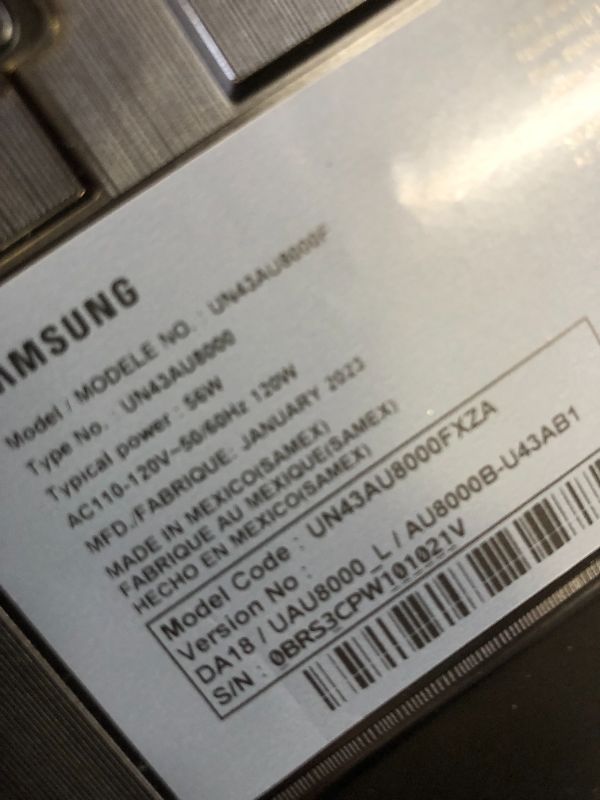 SAMSUNG
Model / MODELE NO. : UN43AU8000F
Type No. : UN43AU8000
Typical power : 56W
AC110-120V~50/60Hz 120W
MFD./FABRIQUE: JANUARY 2023
MADE IN MEXICO(SAMEX)
FABRIQUE AU MEXIQUE(SAMEX)
HECHO EN MEXICO(SAMEX)
Model Code : UN43AU8000FXZA
Version No :
DA18 / UAU8000_L / AU8000B-U43AB1
S/N : 0BRS3CPW101021V